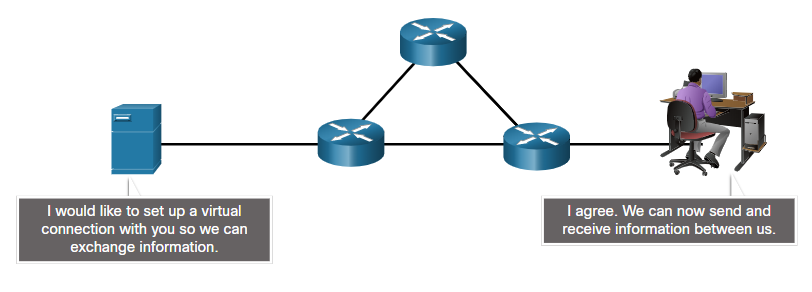 I would like to set up a virtual
connection with you so we can
exchange information.
I agree. We can now send and
receive information between us.